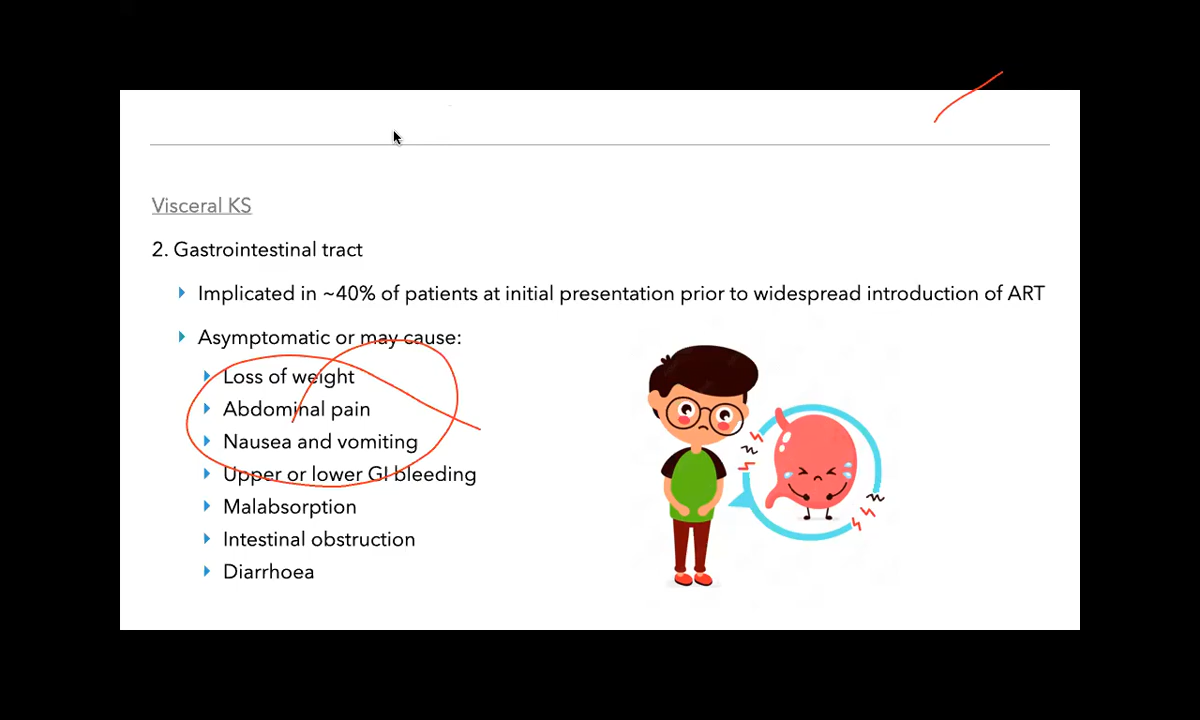 Visceral KS
2. Gastrointestinal tract
Implicated in ~40% of patients at initial presentation prior to widespread introduction of ART
Asymptomatic or may cause:
Loss of weight
Abdominal pain
Nausea and vomiting
Upper or lower GI bleeding
Malabsorption
Intestinal obstruction
Diarrhoea